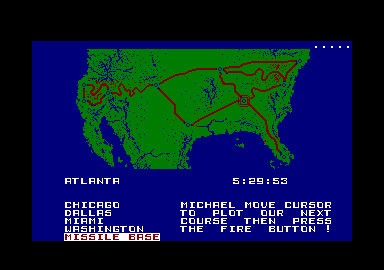 ATLANTA 5:29:53
CHICAGO MICHAEL MOVE CURSOR
DALLAS TO PLOT OUR NEXT
MIAMI COURSE THEN PRESS
WASHINGTON THE FIRE BUTTON !
MISSILE BASE